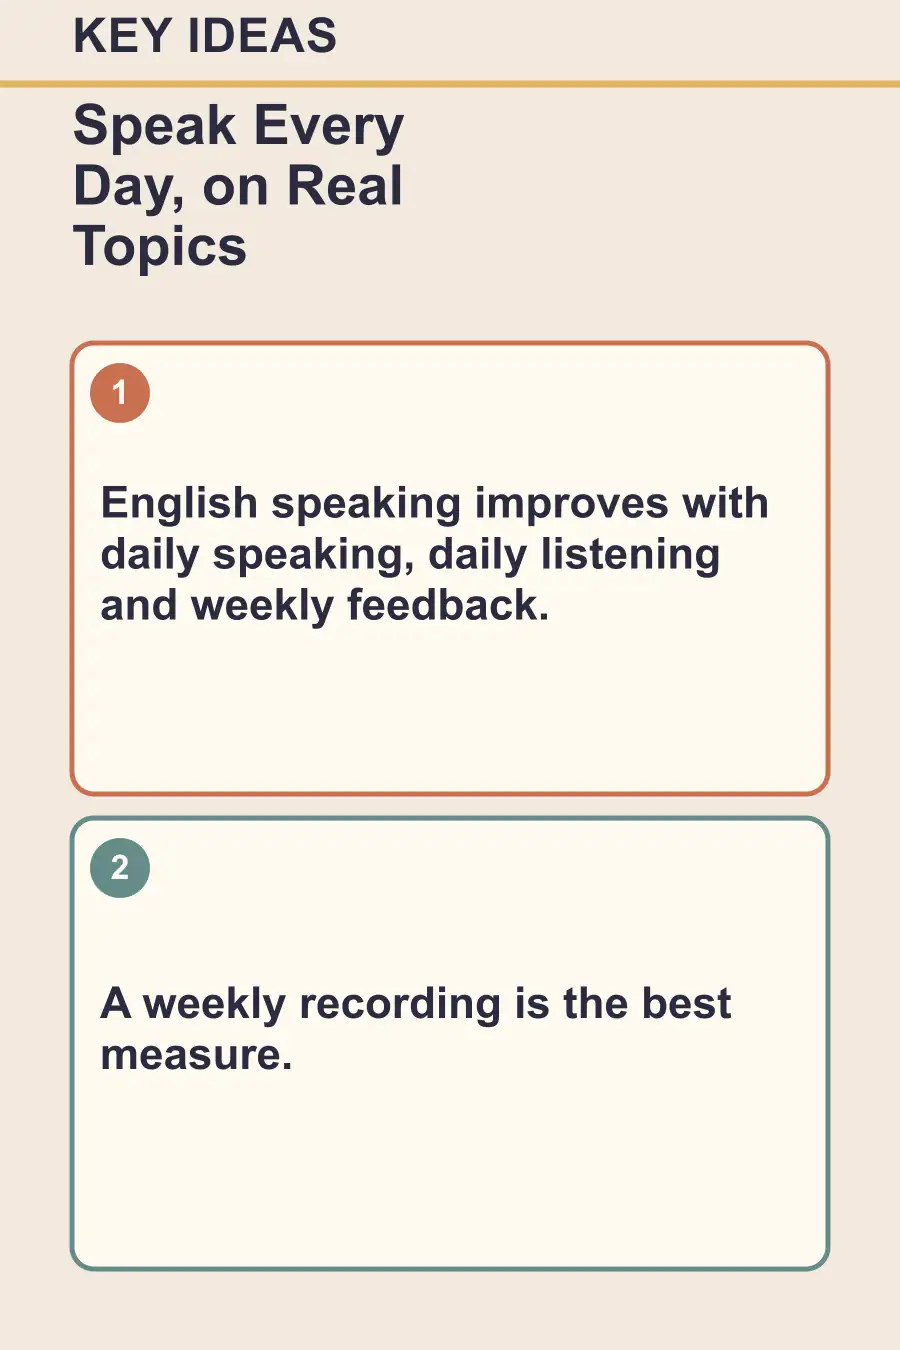 KEY IDEAS
Speak Every
Day, on Real
Topics
1
English speaking improves with
daily speaking, daily listening
and weekly feedback.
2
A weekly recording is the best
measure.